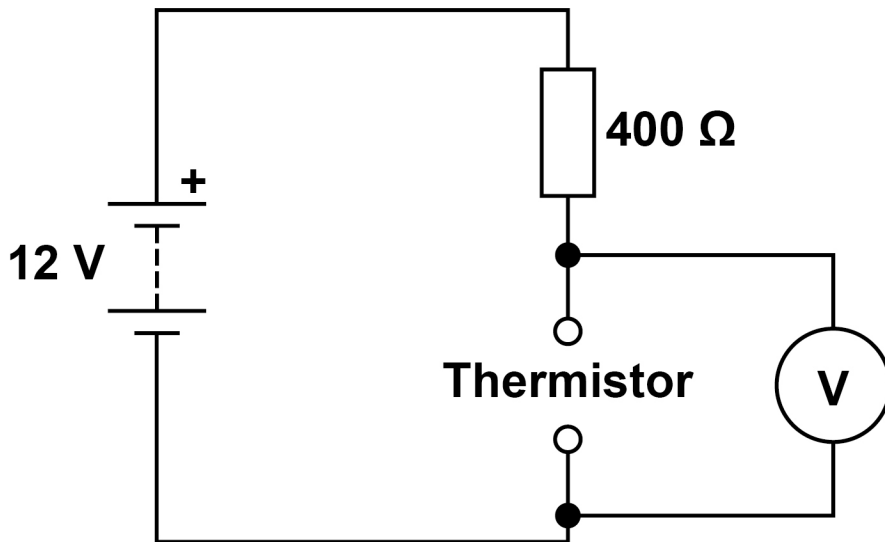 400 Ω
+
12 V
Thermistor
V